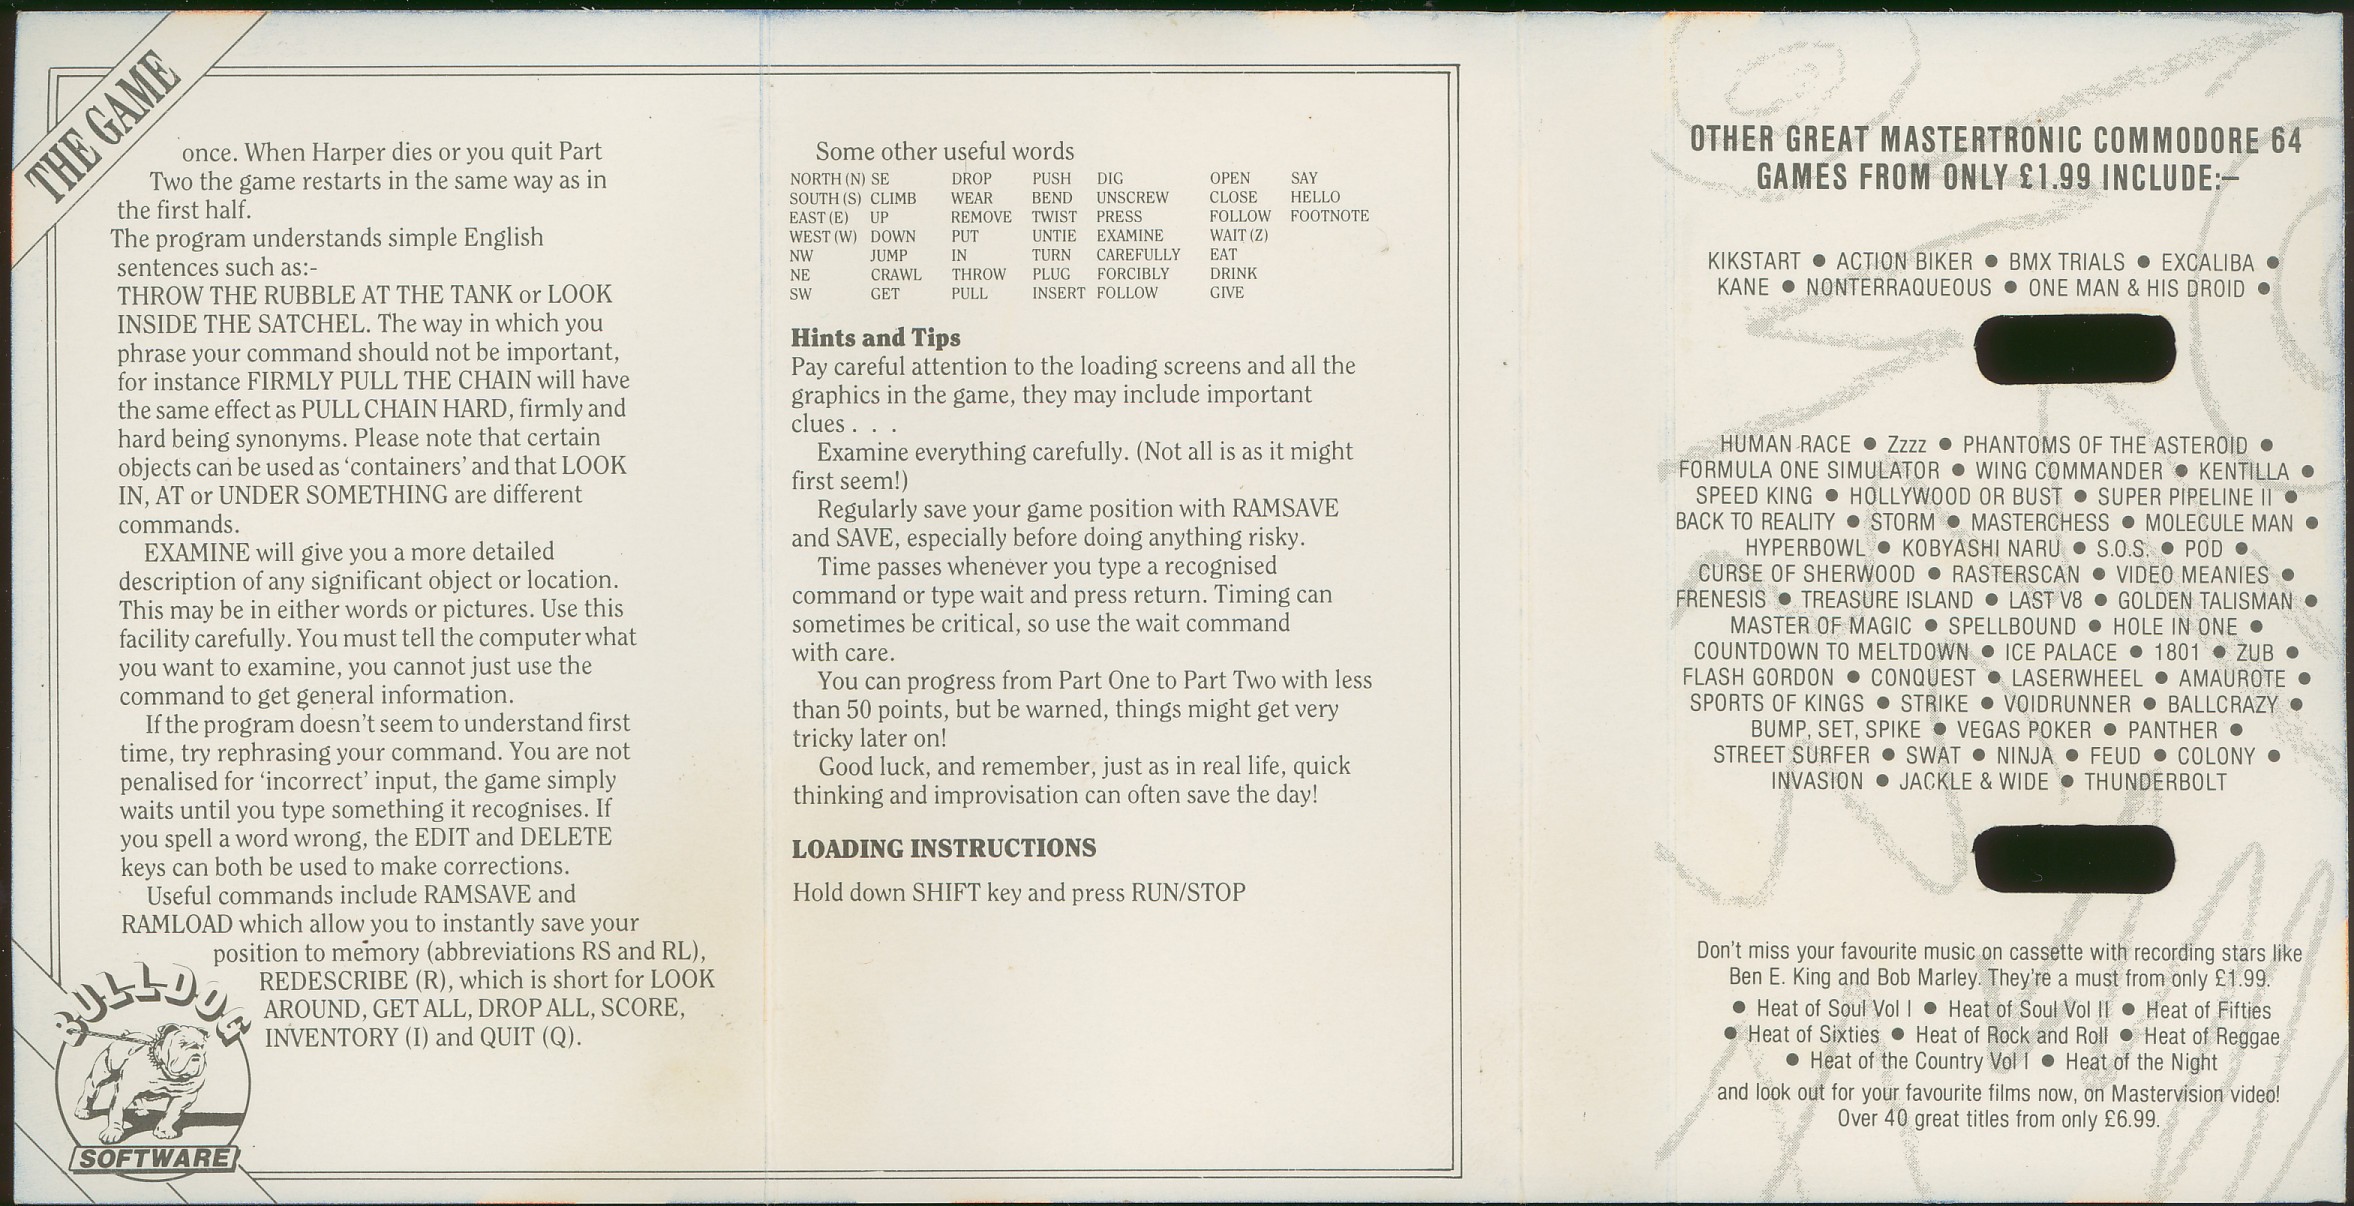 THE GAME
once. When Harper dies or you quit Part
Two the game restarts in the same way as in
the first half.
The program understands simple English
sentences such as:-
THROW THE RUBBLE AT THE TANK or LOOK
INSIDE THE SATCHEL. The way in which you
phrase your command should not be important,
for instance FIRMLY PULL THE CHAIN will have
the same effect as PULL CHAIN HARD, firmly and
hard being synonyms. Please note that certain
objects can be used as 'containers' and that LOOK
IN, AT or UNDER SOMETHING are different
commands.
EXAMINE will give you a more detailed
description of any significant object or location.
This may be in either words or pictures. Use this
facility carefully. You must tell the computer what
you want to examine, you cannot just use the
command to get general information.
If the program doesn't seem to understand first
time, try rephrasing your command. You are not
penalised for 'incorrect' input, the game simply
waits until you type something it recognises. If
you spell a word wrong, the EDIT and DELETE
keys can both be used to make corrections.
Useful commands include RAMSAVE and
RAMLOAD which allow you to instantly save your
position to memory (abbreviations RS and RL),
REDESCRIBE (R), which is short for LOOK
AROUND, GET ALL, DROP ALL, SCORE,
INVENTORY (I) and QUIT (Q).
BULLDOG
SOFTWARE
Some other useful words
NORTH (N) SE DROP PUSH DIG OPEN SAY
SOUTH (S) CLIMB WEAR BEND UNSCREW CLOSE HELLO
EAST (E) UP REMOVE TWIST PRESS FOLLOW FOOTNOTE
WEST (W) DOWN PUT UNTIE EXAMINE WAIT (Z)
NW JUMP IN TURN CAREFULLY EAT
NE CRAWL THROW PLUG FORCIBLY DRINK
SW GET PULL INSERT FOLLOW GIVE
Hints and Tips
Pay careful attention to the loading screens and all the
graphics in the game, they may include important
clues . . .
Examine everything carefully. (Not all is as it might
first seem!)
Regularly save your game position with RAMSAVE
and SAVE, especially before doing anything risky.
Time passes whenever you type a recognised
command or type wait and press return. Timing can
sometimes be critical, so use the wait command
with care.
You can progress from Part One to Part Two with less
than 50 points, but be warned, things might get very
tricky later on!
Good luck, and remember, just as in real life, quick
thinking and improvisation can often save the day!
LOADING INSTRUCTIONS
Hold down SHIFT key and press RUN/STOP
OTHER GREAT MASTERTRONIC COMMODORE 64
GAMES FROM ONLY £1.99 INCLUDE:–
KIKSTART ● ACTION BIKER ● BMX TRIALS ● EXCALIBA ●
KANE ● NONTERRAQUEOUS ● ONE MAN & HIS DROID ●
HUMAN RACE ● Zzzz ● PHANTOMS OF THE ASTEROID ●
FORMULA ONE SIMULATOR ● WING COMMANDER ● KENTILLA ●
SPEED KING ● HOLLYWOOD OR BUST ● SUPER PIPELINE II ●
BACK TO REALITY ● STORM ● MASTERCHESS ● MOLECULE MAN ●
HYPERBOWL ● KOBYASHI NARU ● S.O.S. ● POD ●
CURSE OF SHERWOOD ● RASTERSCAN ● VIDEO MEANIES ●
FRENESIS ● TREASURE ISLAND ● LAST V8 ● GOLDEN TALISMAN ●
MASTER OF MAGIC ● SPELLBOUND ● HOLE IN ONE ●
COUNTDOWN TO MELTDOWN ● ICE PALACE ● 1801 ● ZUB ●
FLASH GORDON ● CONQUEST ● LASERWHEEL ● AMAUROTE ●
SPORTS OF KINGS ● STRIKE ● VOIDRUNNER ● BALLCRAZY ●
BUMP, SET, SPIKE ● VEGAS POKER ● PANTHER ●
STREET SURFER ● SWAT ● NINJA ● FEUD ● COLONY ●
INVASION ● JACKLE & WIDE ● THUNDERBOLT
Don't miss your favourite music on cassette with recording stars like
Ben E. King and Bob Marley. They're a must from only £1.99.
● Heat of Soul Vol I ● Heat of Soul Vol II ● Heat of Fifties
● Heat of Sixties ● Heat of Rock and Roll ● Heat of Reggae
● Heat of the Country Vol I ● Heat of the Night
and look out for your favourite films now, on Mastervision video!
Over 40 great titles from only £6.99.